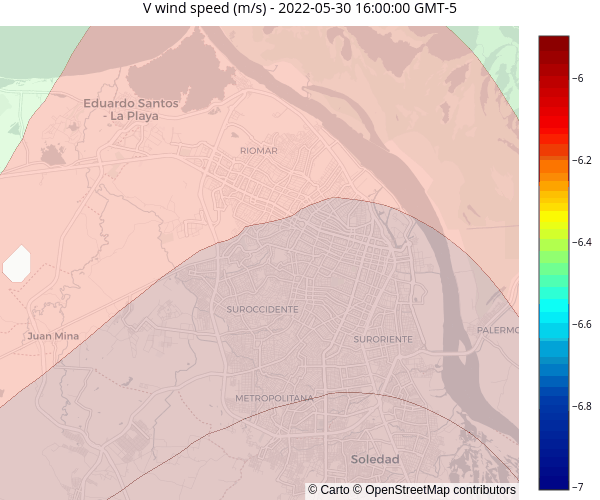 V wind speed (m/s) - 2022-05-30 16:00:00 GMT-5
Eduardo Santos
- La Playa
RIOMAR
SUROCCIDENTE
Juan Mina
SURORIENTE
PALERMO
METROPOLITANA
Soledad
© Carto © OpenStreetMap contributors
−6
−6.2
−6.4
−6.6
−6.8
−7